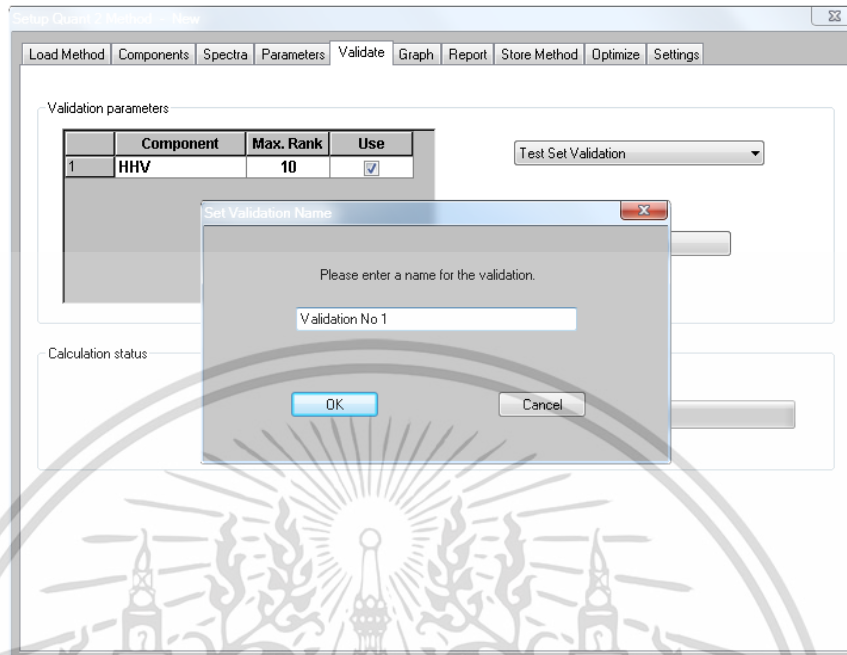 Setup Quant 2 Method - New
Load Method Components Spectra Parameters Validate Graph Report Store Method Optimize Settings
Validation parameters
Component Max. Rank Use
1 HHV 10
Test Set Validation
Set Validation Name
Please enter a name for the validation.
Validation No 1
OK Cancel
Calculation status